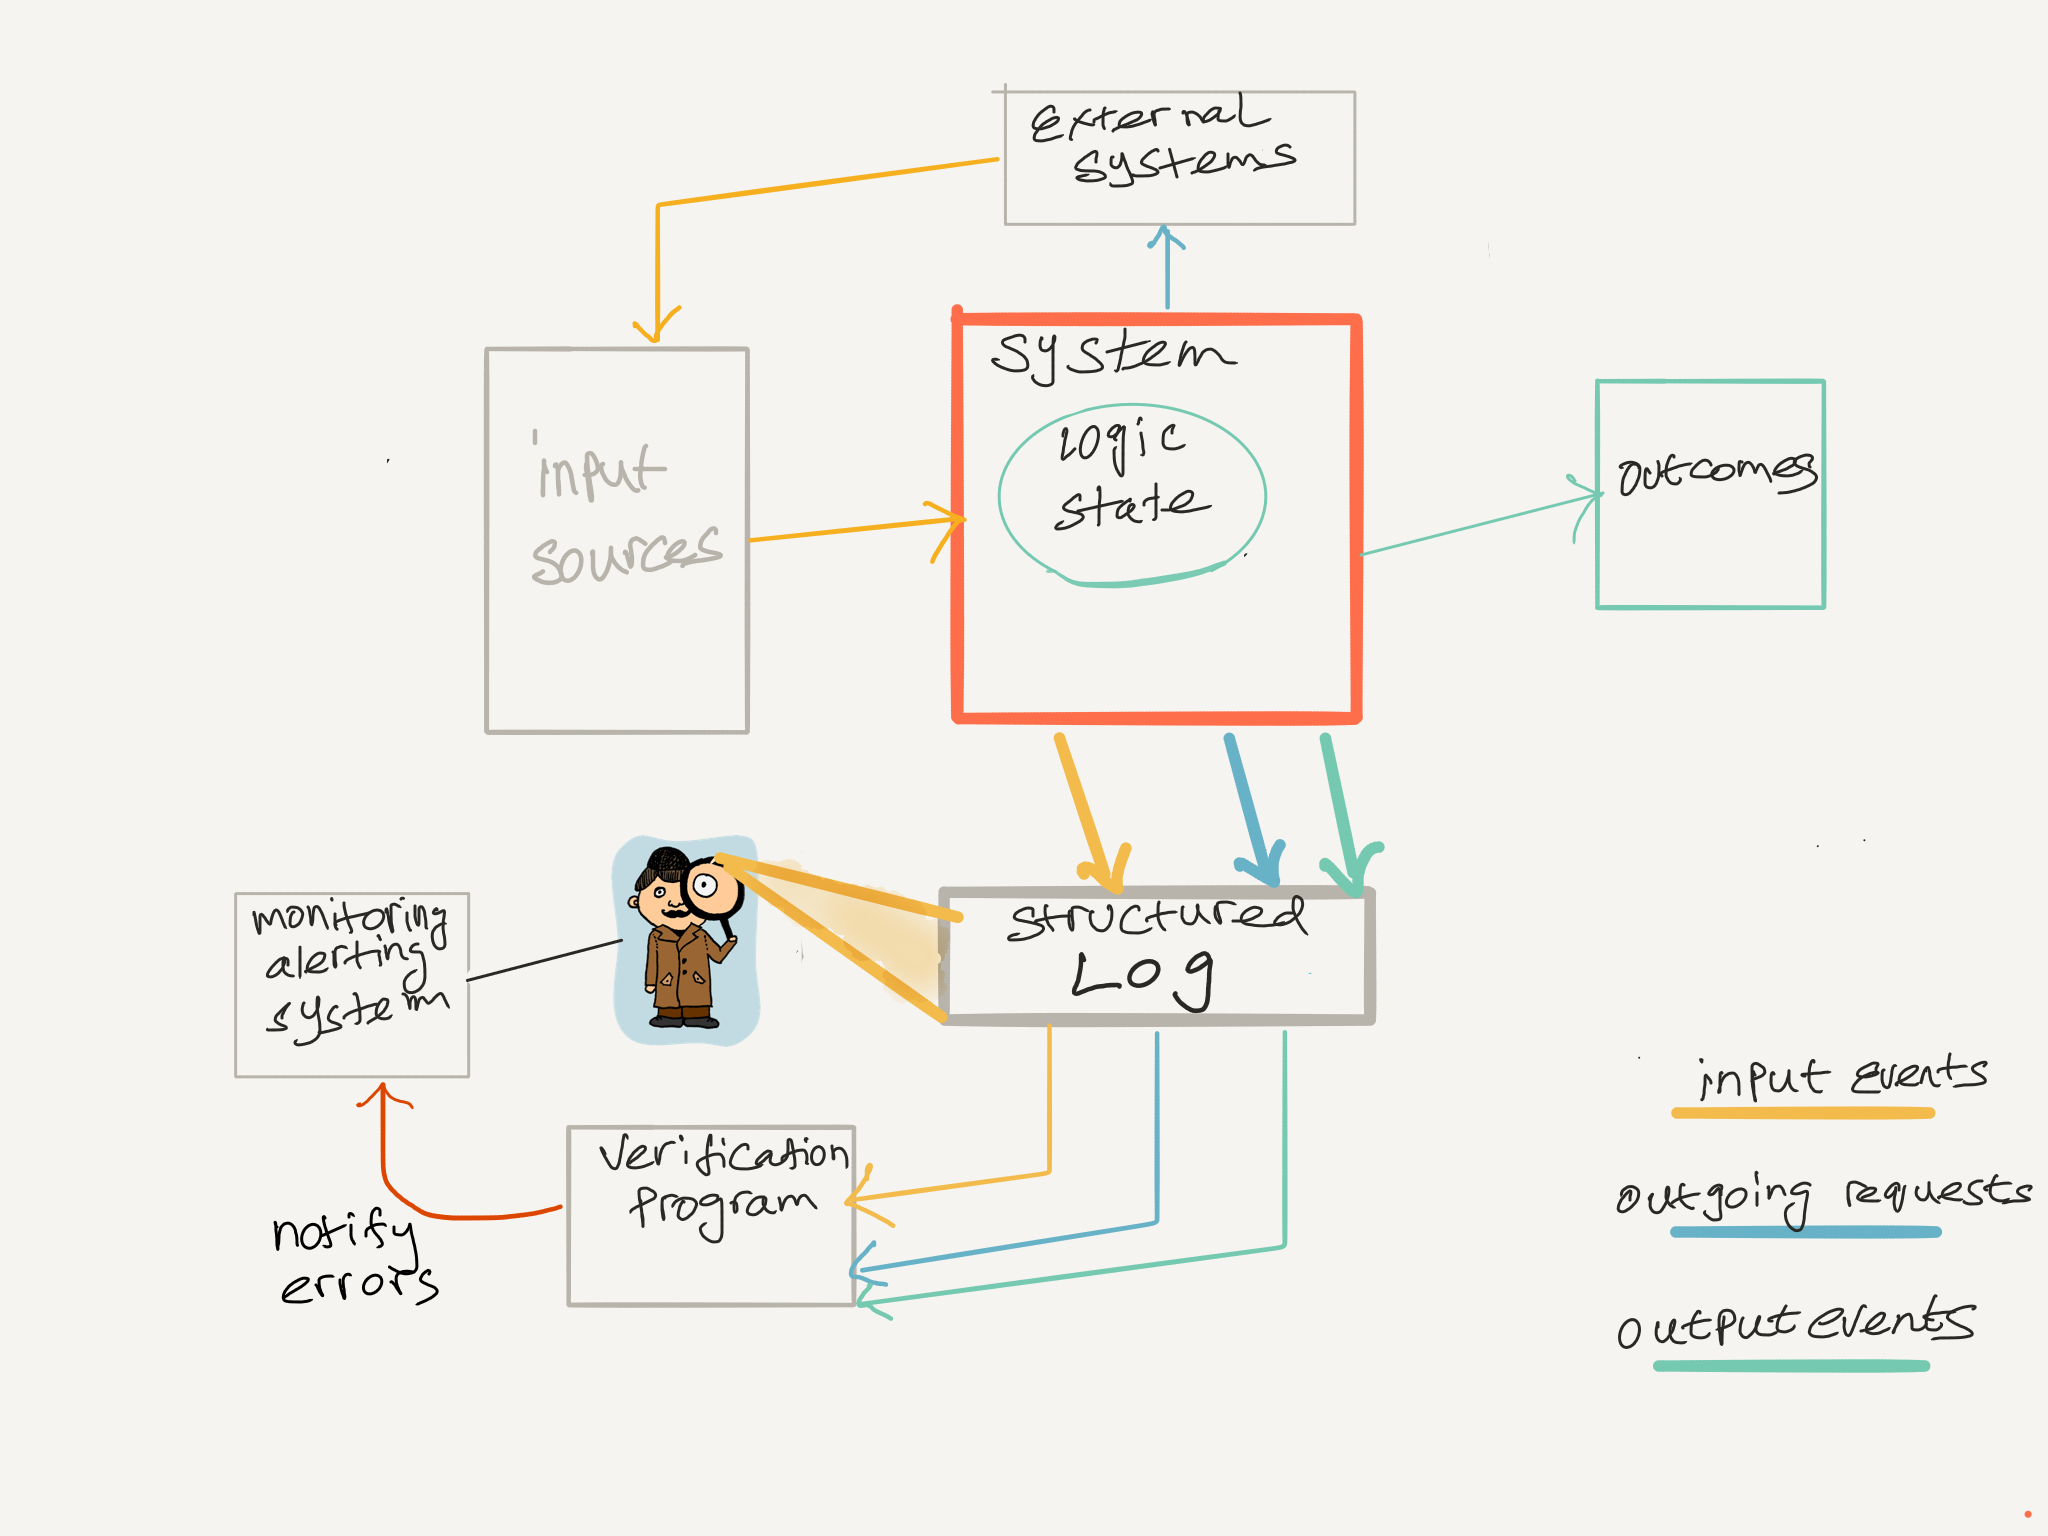 External
systems
system
Logic
state
input
sources
outcomes
structured
Log
monitoring
alerting
system
Verification
program
notify
errors
input events
outgoing requests
output events